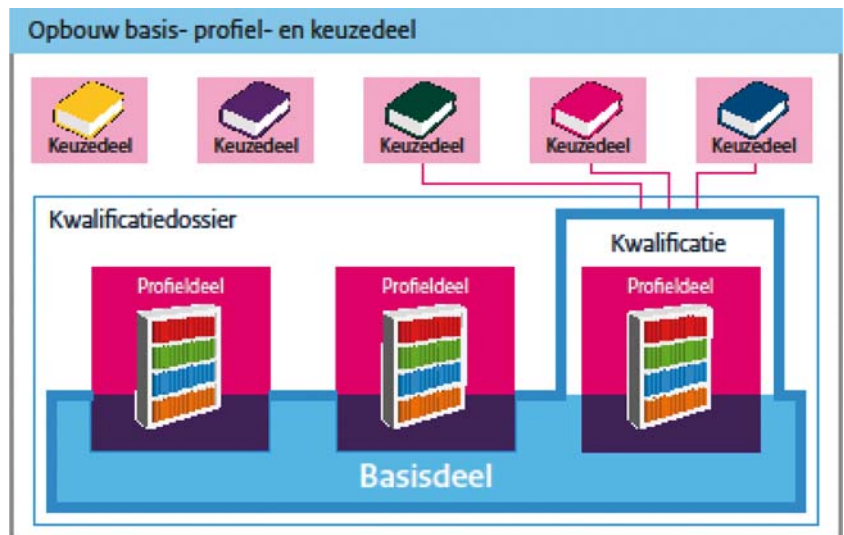 Opbouw basis- profiel- en keuzedeel
Keuzedeel
Keuzedeel
Keuzedeel
Keuzedeel
Keuzedeel
Kwalificatiedossier
Kwalificatie
Profieldeel
Profieldeel
Profieldeel
Basisdeel